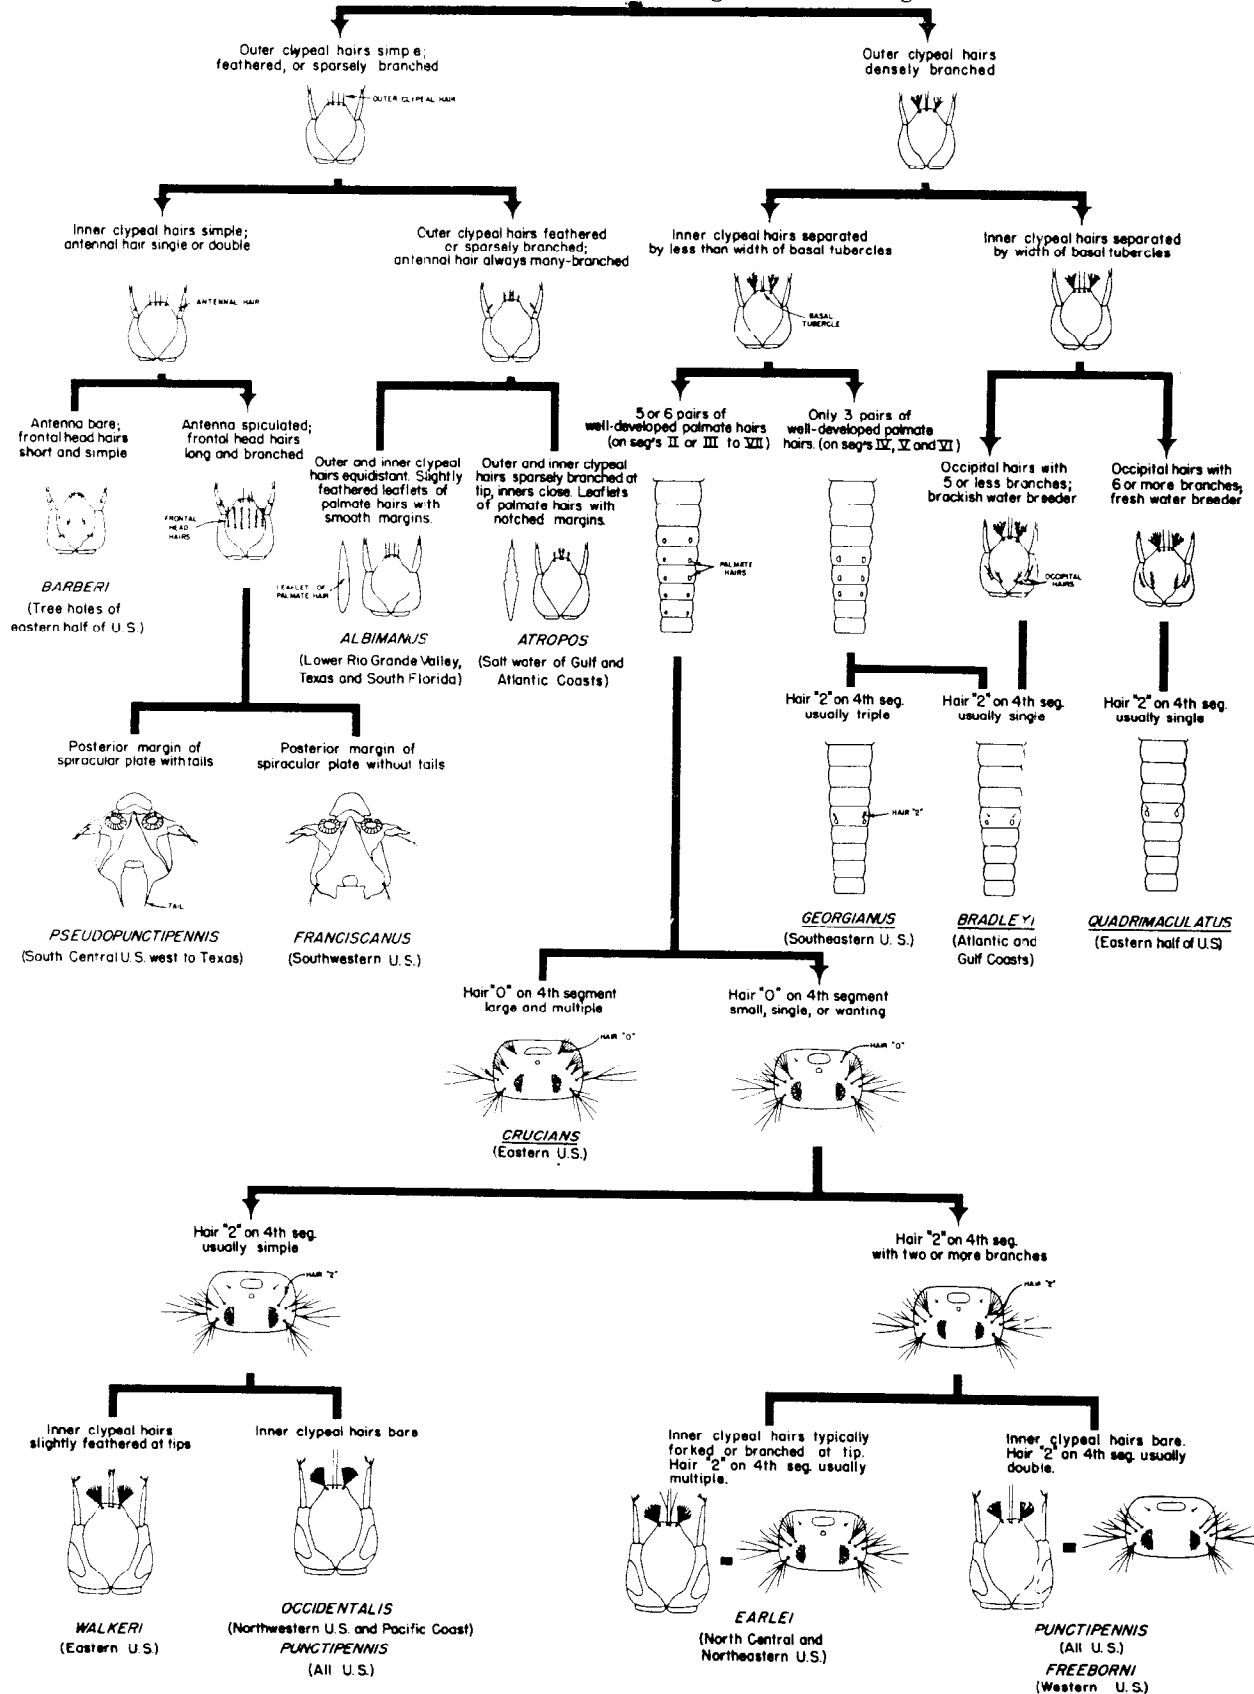 Outer clypeal hairs simple;
feathered, or sparsely branched
Outer clypeal hairs
densely branched
OUTER CLYPEAL HAIR
Inner clypeal hairs simple;
antennal hair single or double
Outer clypeal hairs feathered
or sparsely branched;
antennal hair always many-branched
Inner clypeal hairs separated
by less than width of basal tubercles
Inner clypeal hairs separated
by width of basal tubercles
ANTENNAL HAIR
BASAL
TUBERCLE
Antenna bare;
frontal head hairs
short and simple
Antenna spiculated;
frontal head hairs
long and branched
Outer and inner clypeal
hairs equidistant. Slightly
feathered leaflets of
palmate hairs with
smooth margins.
Outer and inner clypeal
hairs sparsely branched at
tip, inners close. Leaflets
of palmate hairs with
notched margins.
5 or 6 pairs of
well-developed palmate hairs
(on seg's II or III to VII)
Only 3 pairs of
well-developed palmate
hairs. (on seg's IV, V and VI)
Occipital hairs with
5 or less branches;
brackish water breeder
Occipital hairs with
6 or more branches,
fresh water breeder
FRONTAL
HEAD
HAIRS
LEAFLET OF
PALMATE HAIR
PALMATE
HAIRS
OCCIPITAL
HAIRS
BARBERI
(Tree holes of
eastern half of U.S.)
ALBIMANUS
(Lower Rio Grande Valley,
Texas and South Florida)
ATROPOS
(Salt water of Gulf and
Atlantic Coasts)
Hair "2" on 4th seg.
usually triple
Hair "2" on 4th seg.
usually single
Hair "2" on 4th seg.
usually single
Posterior margin of
spiracular plate with tails
Posterior margin of
spiracular plate without tails
HAIR "2"
TAIL
PSEUDOPUNCTIPENNIS
(South Central U.S. west to Texas)
FRANCISCANUS
(Southwestern U.S.)
GEORGIANUS
(Southeastern U.S.)
BRADLEYI
(Atlantic and
Gulf Coasts)
QUADRIMACULATUS
(Eastern half of U.S)
Hair "0" on 4th segment
large and multiple
Hair "0" on 4th segment
small, single, or wanting
HAIR "0"
HAIR "0"
CRUCIANS
(Eastern U.S.)
Hair "2" on 4th seg.
usually simple
Hair "2" on 4th seg.
with two or more branches
HAIR "2"
HAIR "2"
Inner clypeal hairs
slightly feathered at tips
Inner clypeal hairs bare
Inner clypeal hairs typically
forked or branched at tip.
Hair "2" on 4th seg. usually
multiple.
Inner clypeal hairs bare.
Hair "2" on 4th seg. usually
double.
WALKERI
(Eastern U.S.)
OCCIDENTALIS
(Northwestern U.S. and Pacific Coast)
PUNCTIPENNIS
(All U.S.)
EARLEI
(North Central and
Northeastern U.S.)
PUNCTIPENNIS
(All U.S.)
FREEBORNI
(Western U.S.)